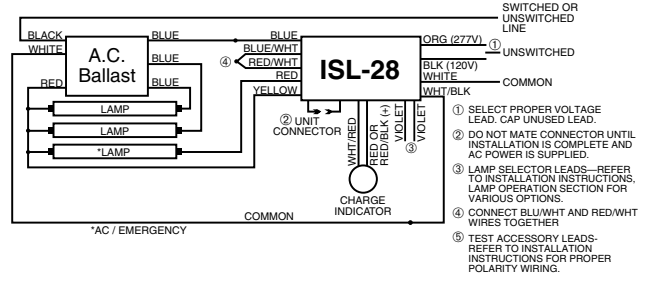 SWITCHED OR
UNSWITCHED
LINE
BLACK
BLUE
BLUE
ORG (277V)
①
WHITE
A.C.
Ballast
BLUE
BLUE/WHT
④
RED/WHT
ISL-28
UNSWITCHED
BLK (120V)
RED
BLUE
RED
WHITE
COMMON
YELLOW
WHT/BLK
LAMP
② UNIT
CONNECTOR
LAMP
*LAMP
WHT/RED
RED OR
RED/BLK (+)
VIOLET
VIOLET
③
CHARGE
INDICATOR
COMMON
*AC / EMERGENCY
① SELECT PROPER VOLTAGE
LEAD. CAP UNUSED LEAD.
② DO NOT MATE CONNECTOR UNTIL
INSTALLATION IS COMPLETE AND
AC POWER IS SUPPLIED.
③ LAMP SELECTOR LEADS—REFER
TO INSTALLATION INSTRUCTIONS,
LAMP OPERATION SECTION FOR
VARIOUS OPTIONS.
④ CONNECT BLU/WHT AND RED/WHT
WIRES TOGETHER
⑤ TEST ACCESSORY LEADS-
REFER TO INSTALLATION
INSTRUCTIONS FOR PROPER
POLARITY WIRING.